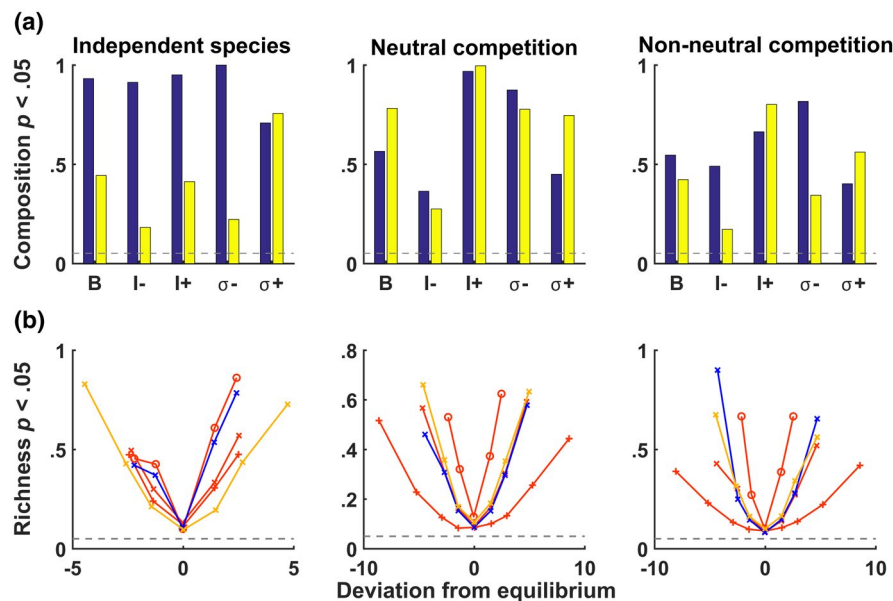 (a)
Independent species
Neutral competition
Non-neutral competition
Composition p < .05
1
.5
0
B I- I+ σ- σ+
1
.5
0
B I- I+ σ- σ+
1
.5
0
B I- I+ σ- σ+
(b)
Richness p < .05
1
.5
0
-5 0 5
.8
.6
.4
.2
0
-10 0 10
1
.5
0
-10 0 10
Deviation from equilibrium